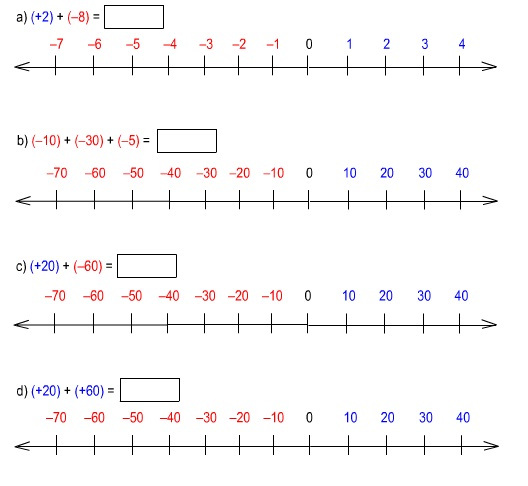 a) (+2) + (–8) =
–7 –6 –5 –4 –3 –2 –1 0 1 2 3 4
b) (–10) + (–30) + (–5) =
–70 –60 –50 –40 –30 –20 –10 0 10 20 30 40
c) (+20) + (–60) =
–70 –60 –50 –40 –30 –20 –10 0 10 20 30 40
d) (+20) + (+60) =
–70 –60 –50 –40 –30 –20 –10 0 10 20 30 40